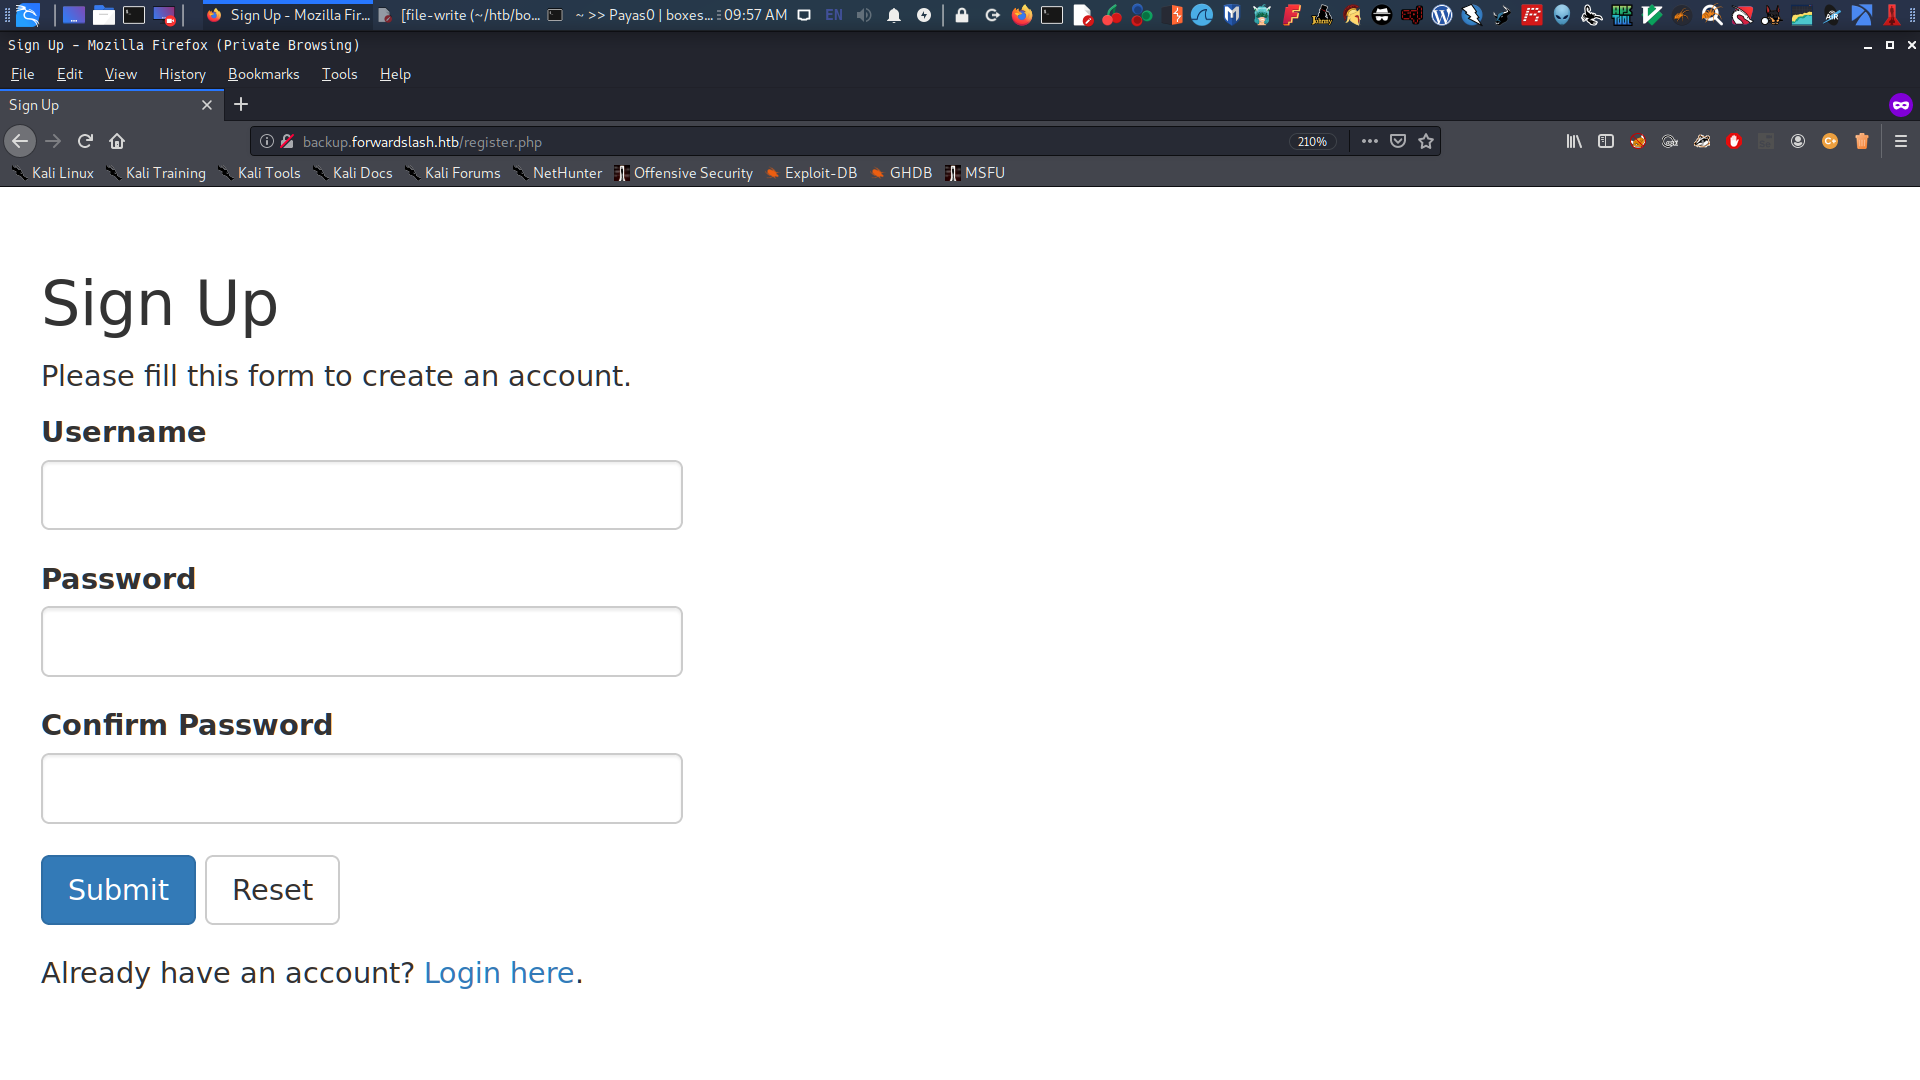 Sign Up - Mozilla Fir... [file-write (~/htb/bo... ~ >> Payas0 | boxes... 09:57 AM EN
Sign Up - Mozilla Firefox (Private Browsing)
File Edit View History Bookmarks Tools Help
Sign Up
backup.forwardslash.htb/register.php 210%
Kali Linux Kali Training Kali Tools Kali Docs Kali Forums NetHunter Offensive Security Exploit-DB GHDB MSFU
Sign Up
Please fill this form to create an account.
Username
Password
Confirm Password
Submit Reset
Already have an account? Login here.